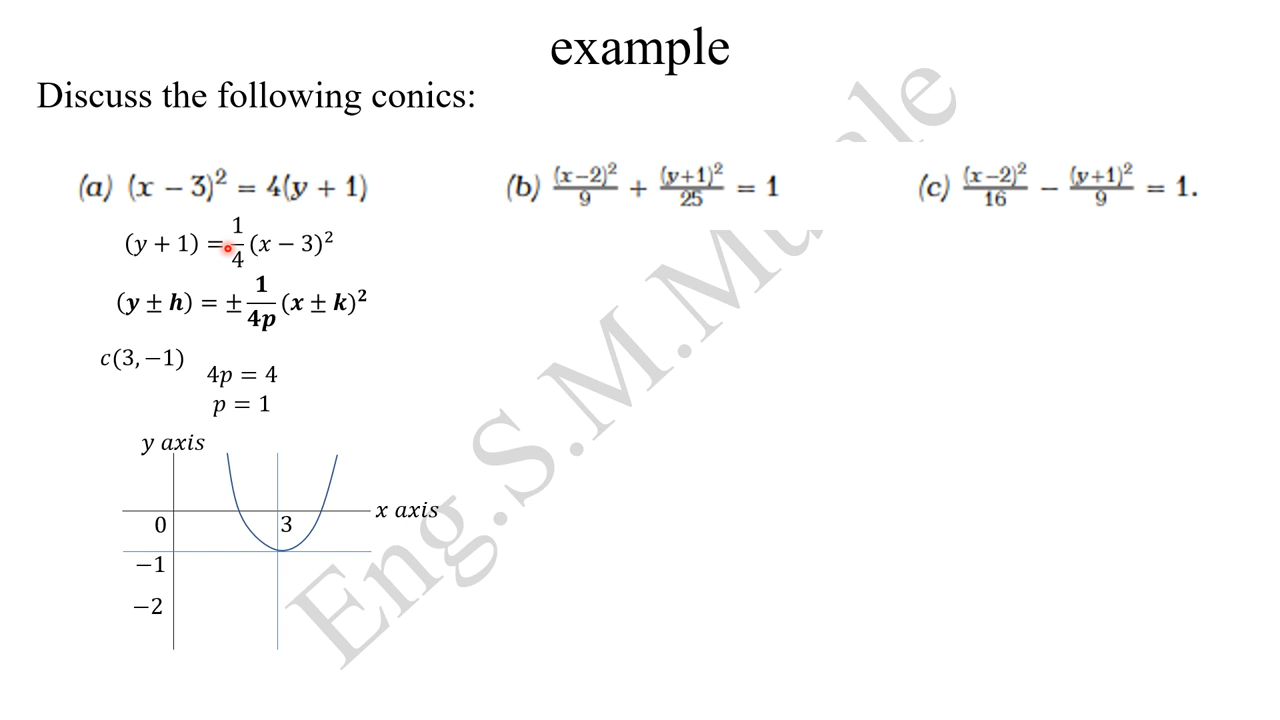 example
Discuss the following conics:
(a) (x − 3)² = 4(y + 1)
(b) (x−2)²/9 + (y+1)²/25 = 1
(c) (x−2)²/16 − (y+1)²/9 = 1.
(y + 1) = 1/4 (x − 3)²
(y ± h) = ± 1/4p (x ± k)²
c(3, −1)
4p = 4
p = 1
y axis
x axis
0
3
−1
−2